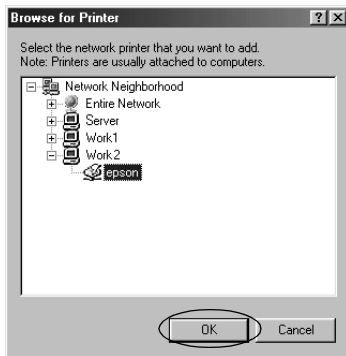 Browse for Printer
Select the network printer that you want to add.
Note: Printers are usually attached to computers.
Network Neighborhood
Entire Network
Server
Work1
Work2
epson
OK Cancel